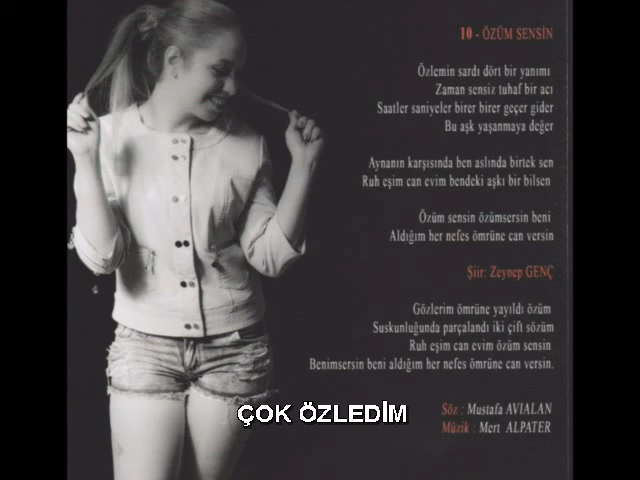 10 - ÖZÜM SENSİN
Özlemin sardı dört bir yanımı
Zaman sensiz tuhaf bir acı
Saatler saniyeler birer birer geçer gider
Bu aşk yaşanmaya değer
Aynanın karşısında ben aslında birtek sen
Ruh eşim can evim bendeki aşkı bir bilsen
Özüm sensin özümsersin beni
Aldığım her nefes ömrüne can versin
Şiir: Zeynep GENÇ
Gözlerim ömrüne yayıldı özüm
Suskunluğunda parçalandı iki çift sözüm
Ruh eşim can evim özüm sensin
Benimsersin beni aldığım her nefes ömrüne can versin.
Söz : Mustafa AVIALAN
Müzik : Mert ALPATER
ÇOK ÖZLEDİM